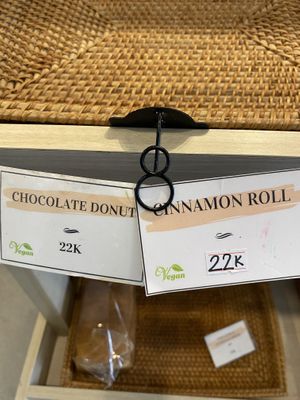 CHOCOLATE DONUT
22K
Vegan
CINNAMON ROLL
22K
Vegan